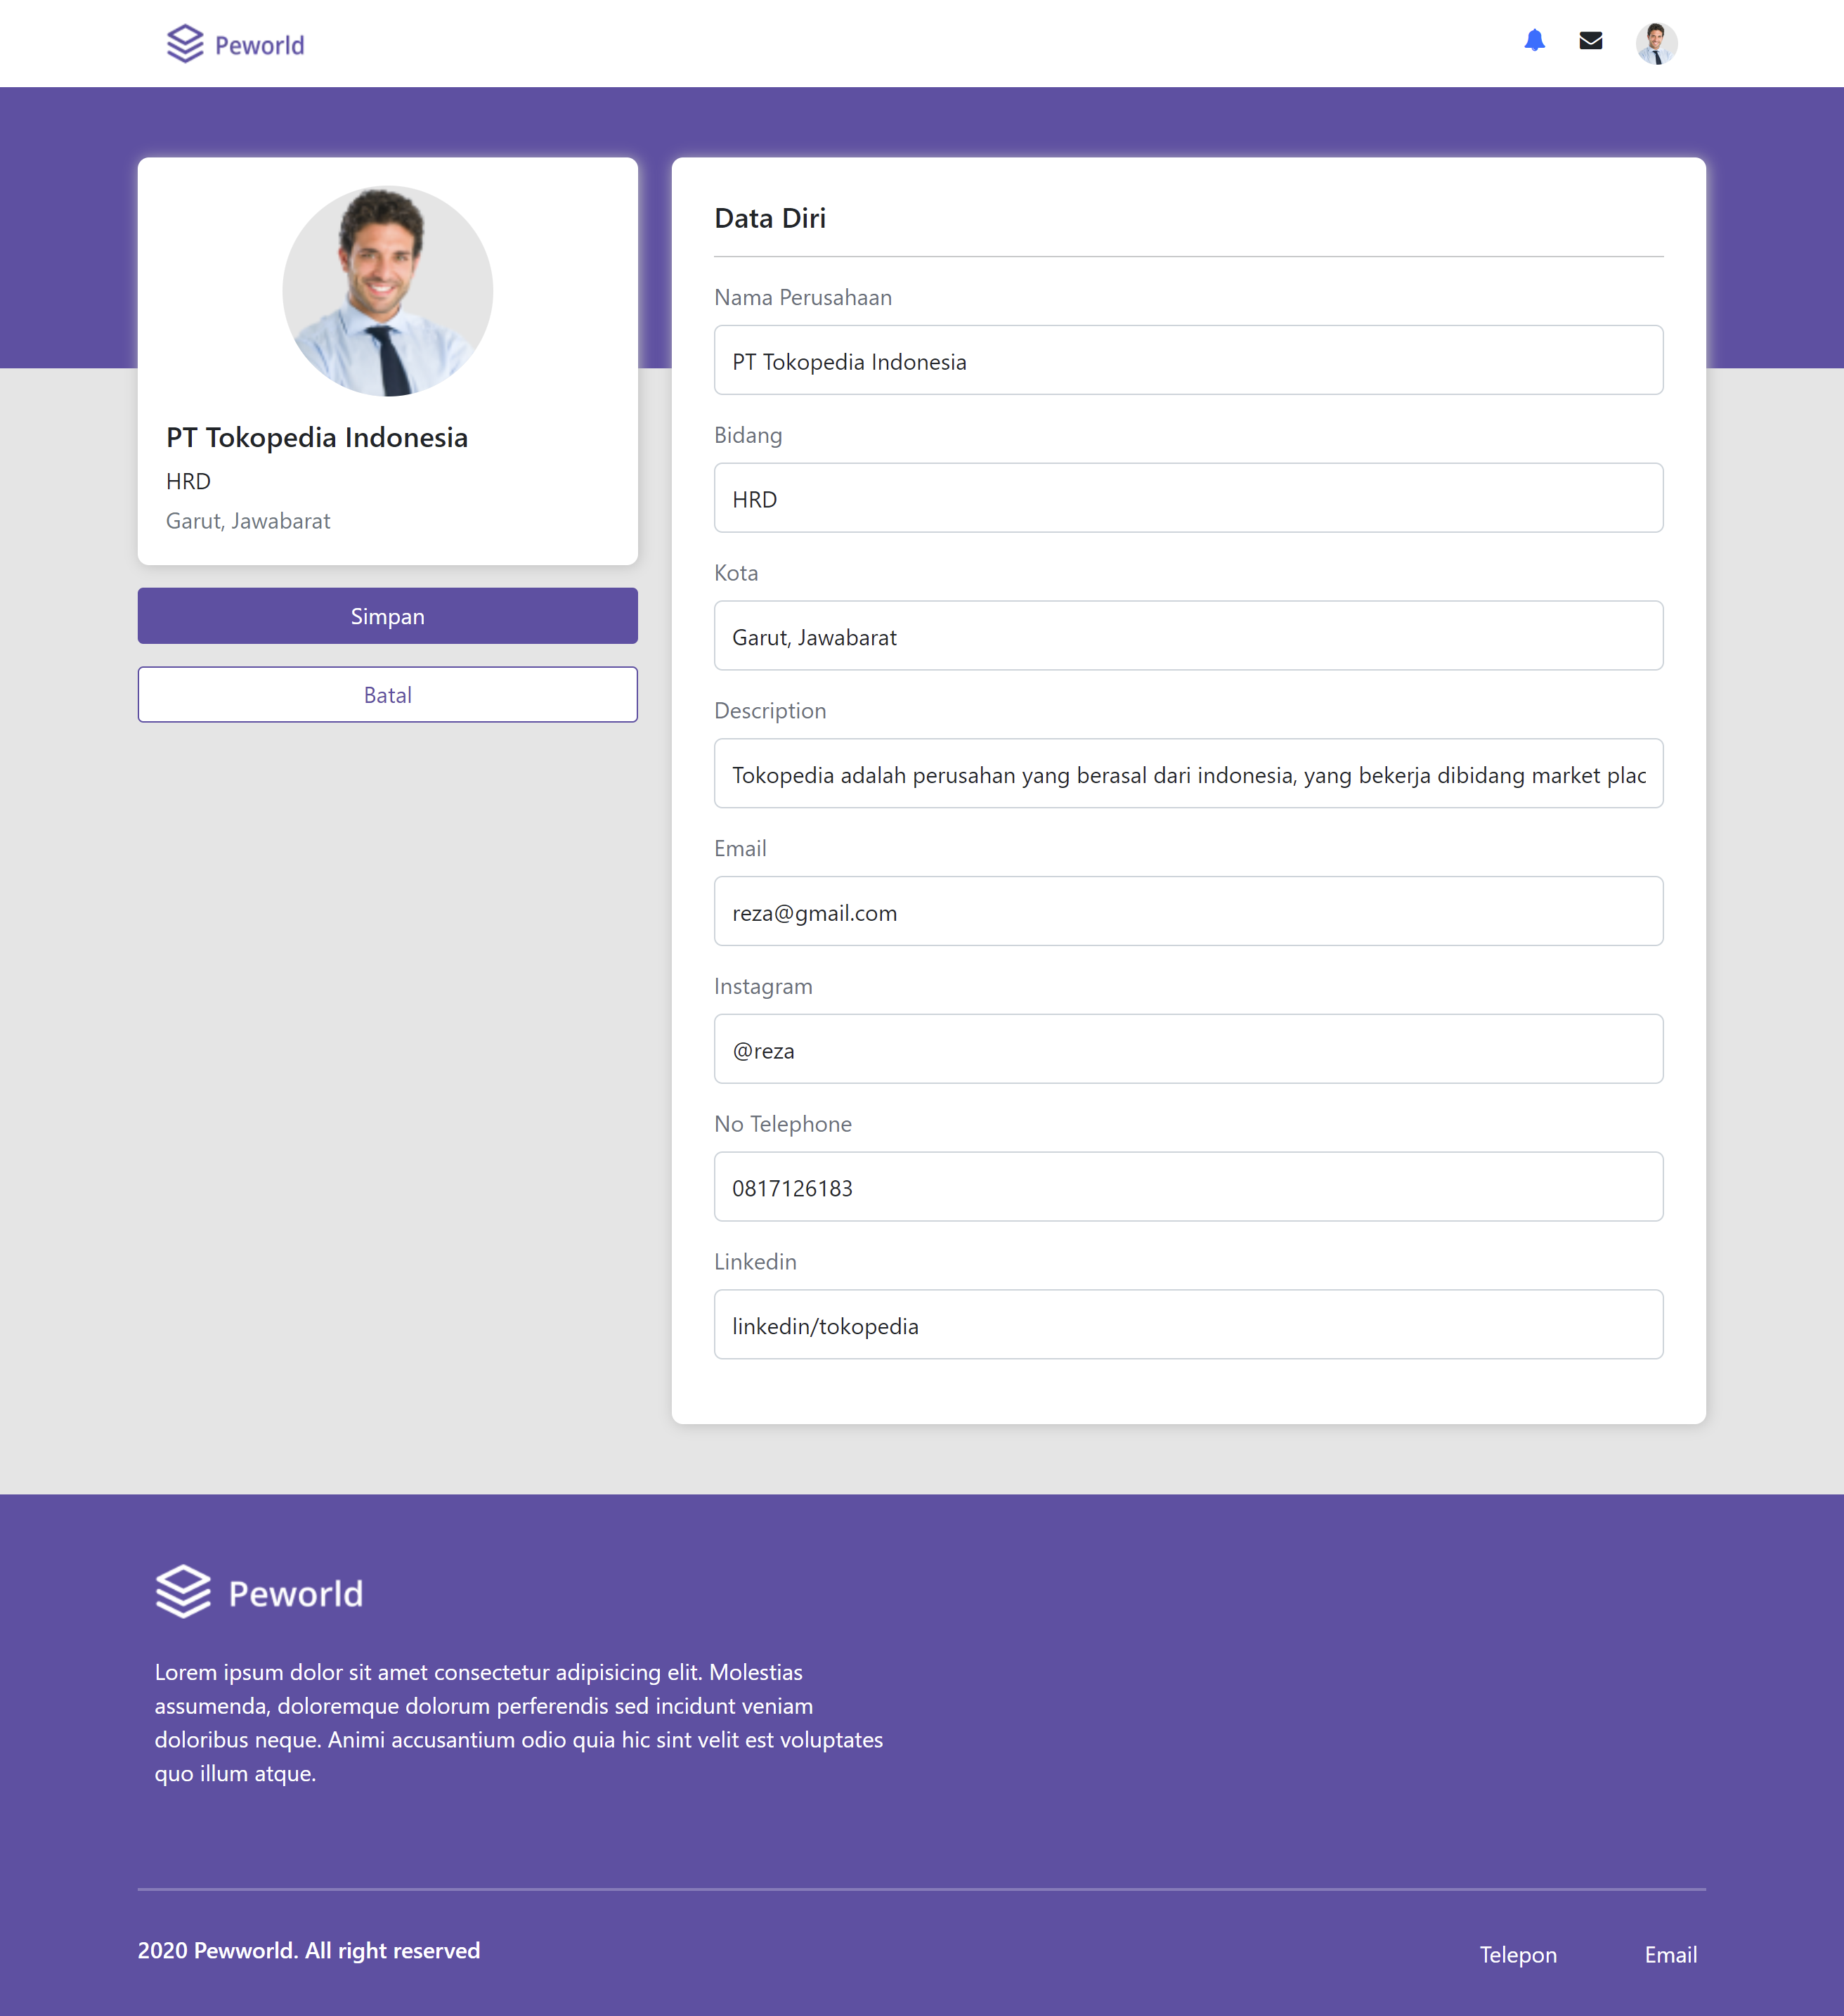 Peworld
PT Tokopedia Indonesia
HRD
Garut, Jawabarat
Simpan
Batal
Data Diri
Nama Perusahaan
PT Tokopedia Indonesia
Bidang
HRD
Kota
Garut, Jawabarat
Description
Tokopedia adalah perusahan yang berasal dari indonesia, yang bekerja dibidang market plac
Email
reza@gmail.com
Instagram
@reza
No Telephone
0817126183
Linkedin
linkedin/tokopedia
Peworld
Lorem ipsum dolor sit amet consectetur adipisicing elit. Molestias
assumenda, doloremque dolorum perferendis sed incidunt veniam
doloribus neque. Animi accusantium odio quia hic sint velit est voluptates
quo illum atque.
2020 Pewworld. All right reserved
Telepon
Email